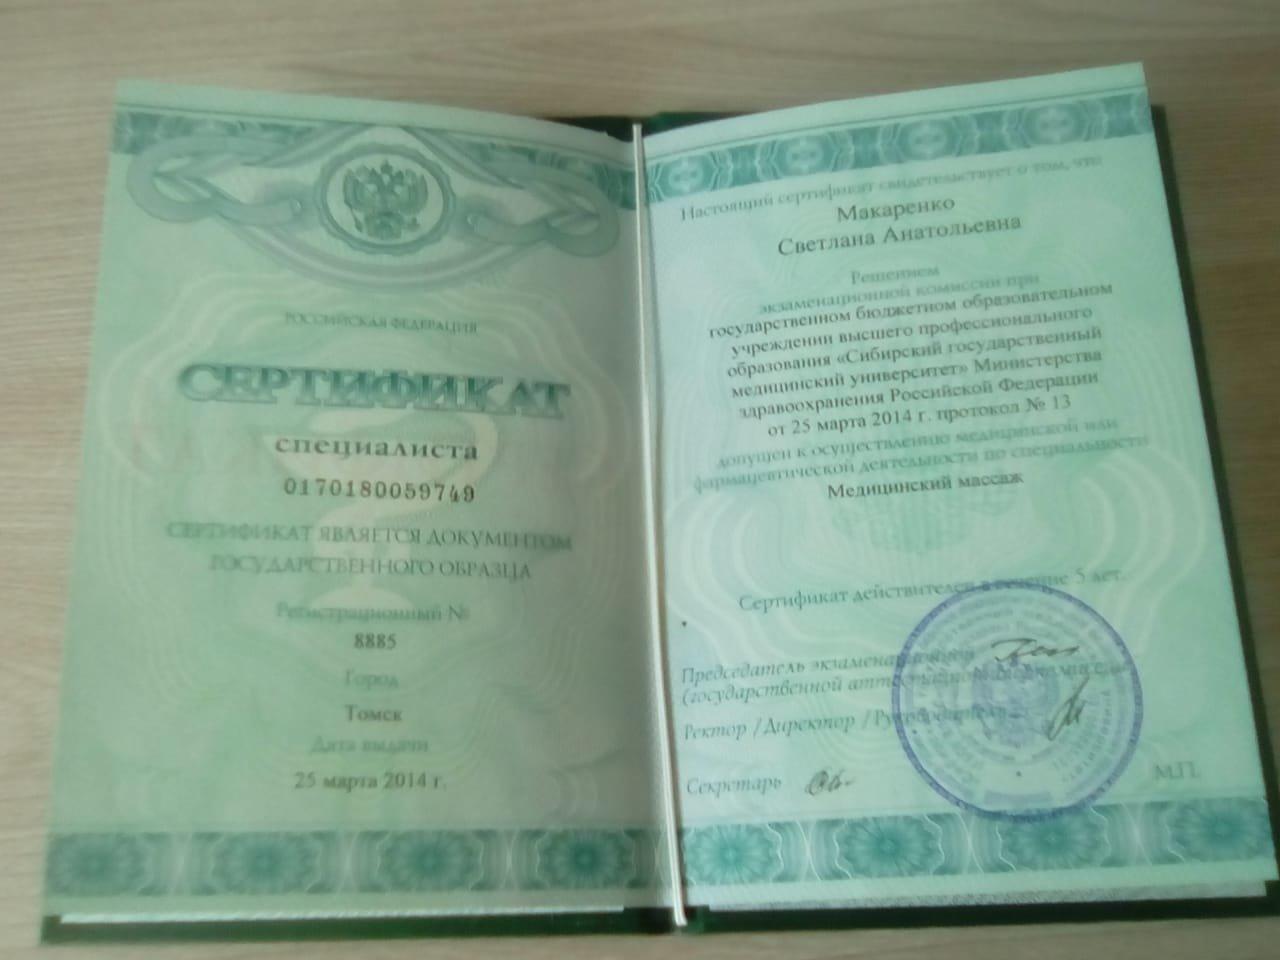 РОССИЙСКАЯ ФЕДЕРАЦИЯ
СЕРТИФИКАТ
специалиста
0170180059749
СЕРТИФИКАТ ЯВЛЯЕТСЯ ДОКУМЕНТОМ
ГОСУДАРСТВЕННОГО ОБРАЗЦА
Регистрационный №
8885
Город
Томск
Дата выдачи
25 марта 2014 г.
Настоящий сертификат свидетельствует о том, что
Макаренко
Светлана Анатольевна
Решением
экзаменационной комиссии при
государственном бюджетном образовательном
учреждении высшего профессионального
образования «Сибирский государственный
медицинский университет» Министерства
здравоохранения Российской Федерации
от 25 марта 2014 г. протокол № 13
допущен к осуществлению медицинской или
фармацевтической деятельности по специальности
Медицинский массаж
Сертификат действителен в течение 5 лет.
Председатель экзаменационной
(государственной аттестационной) комиссии
Ректор /Директор /Руководитель
Секретарь
М.П.